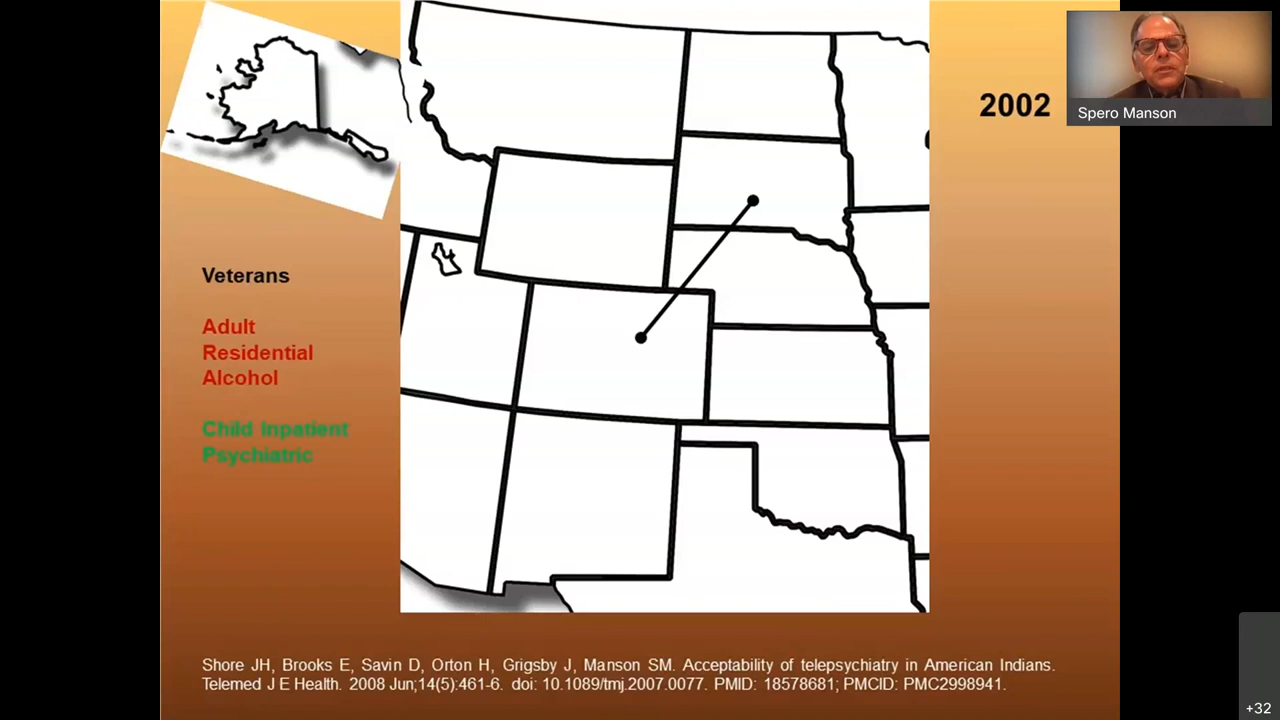 2002
Spero Manson
Veterans
Adult
Residential
Alcohol
Child Inpatient
Psychiatric
Shore JH, Brooks E, Savin D, Orton H, Grigsby J, Manson SM. Acceptability of telepsychiatry in American Indians.
Telemed J E Health. 2008 Jun;14(5):461-6. doi: 10.1089/tmj.2007.0077. PMID: 18578681; PMCID: PMC2998941.
+32